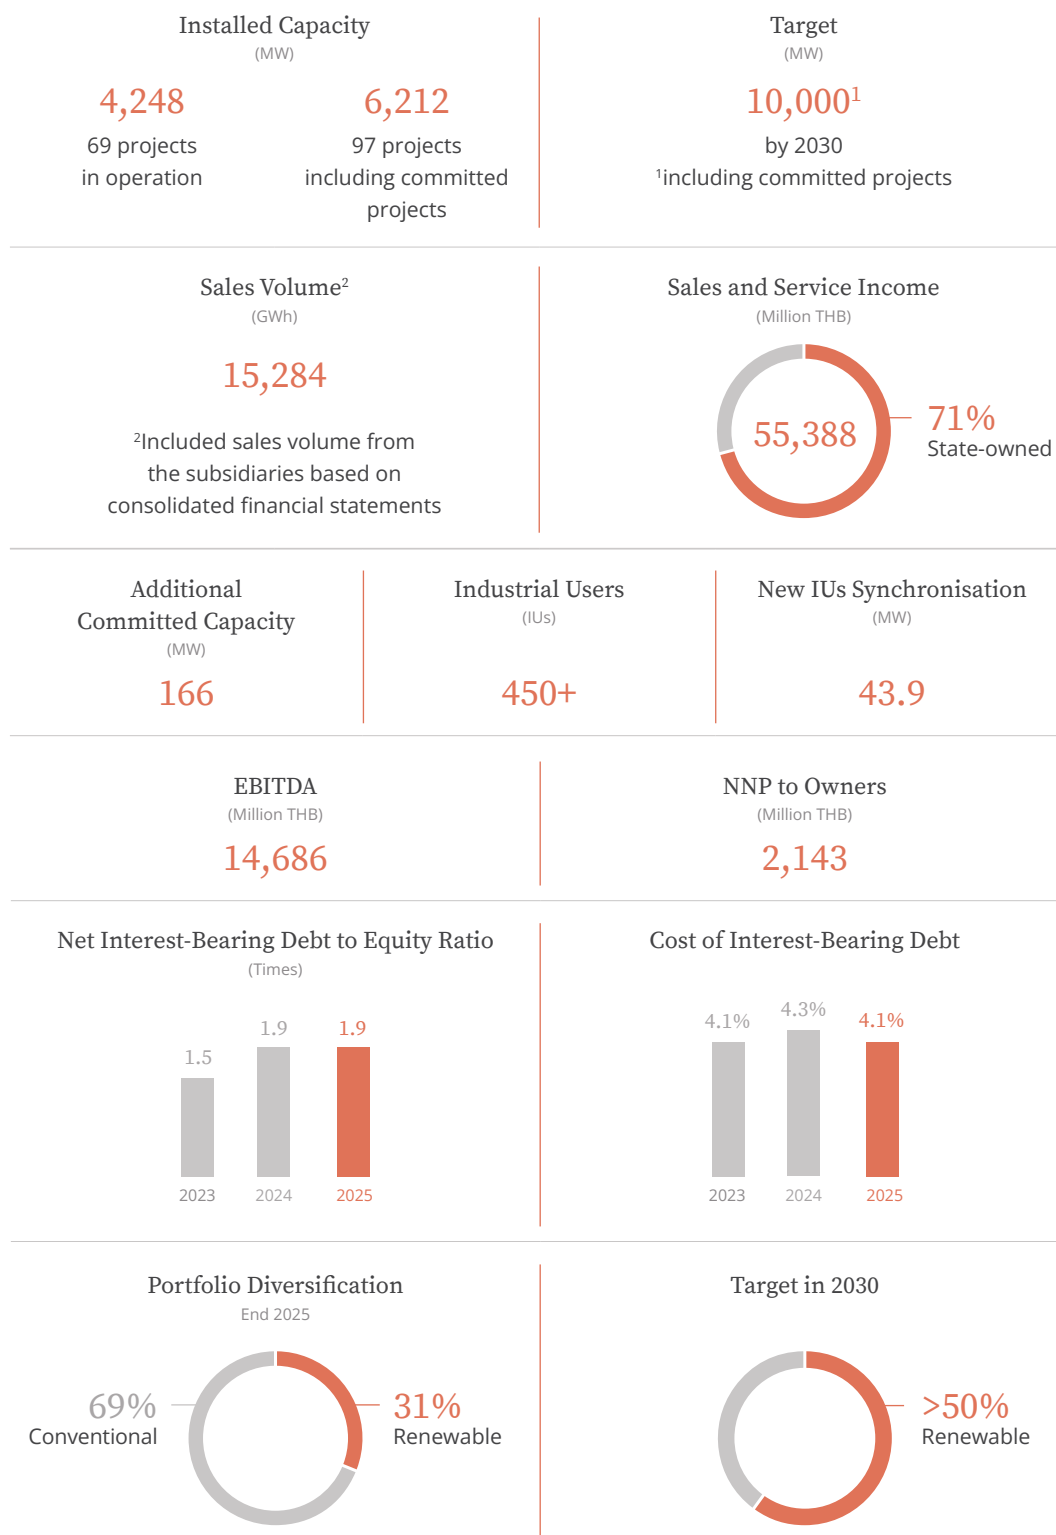 Installed Capacity
(MW)
4,248
69 projects
in operation
6,212
97 projects
including committed
projects
Target
(MW)
10,000¹
by 2030
¹including committed projects
Sales Volume²
(GWh)
15,284
²Included sales volume from
the subsidiaries based on
consolidated financial statements
Sales and Service Income
(Million THB)
55,388
71%
State-owned
Additional
Committed Capacity
(MW)
166
Industrial Users
(IUs)
450+
New IUs Synchronisation
(MW)
43.9
EBITDA
(Million THB)
14,686
NNP to Owners
(Million THB)
2,143
Net Interest-Bearing Debt to Equity Ratio
(Times)
1.5
1.9
1.9
2023
2024
2025
Cost of Interest-Bearing Debt
4.1%
4.3%
4.1%
2023
2024
2025
Portfolio Diversification
End 2025
69%
Conventional
31%
Renewable
Target in 2030
>50%
Renewable